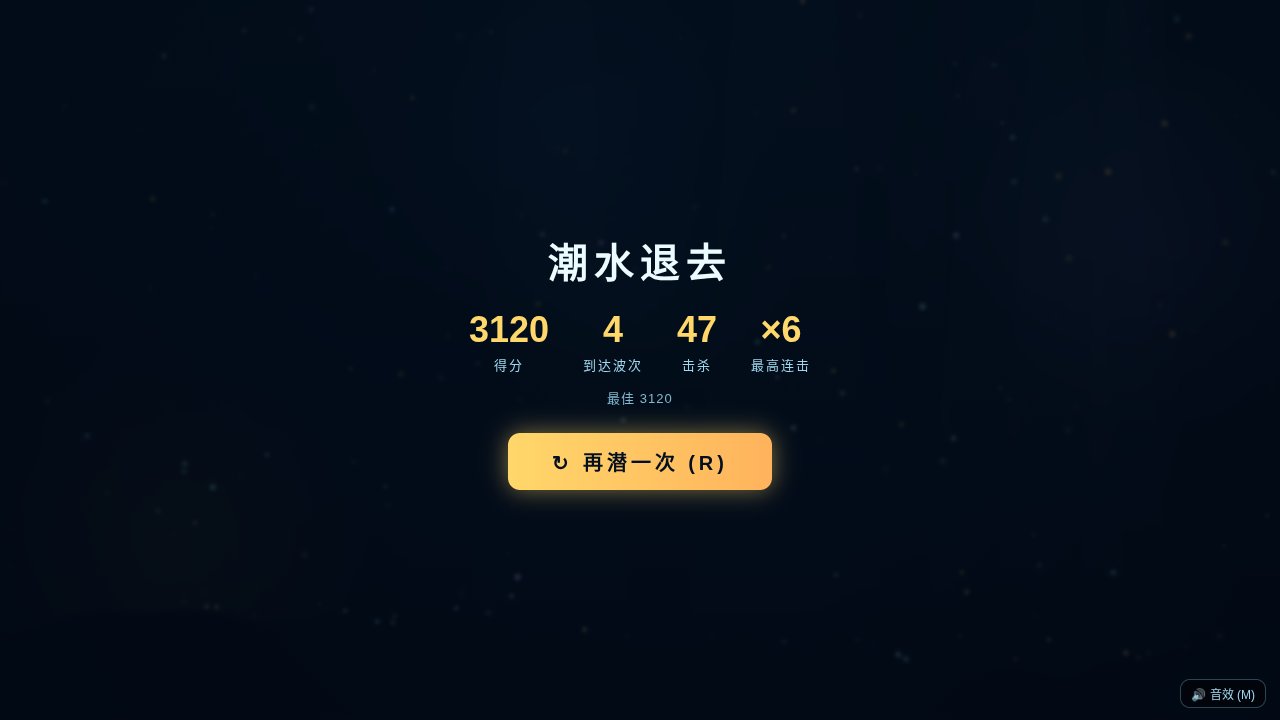 潮水退去
3120 4 47 ×6
得分 到达波次 击杀 最高连击
最佳 3120
↻ 再潜一次 (R)
🔊 音效 (M)